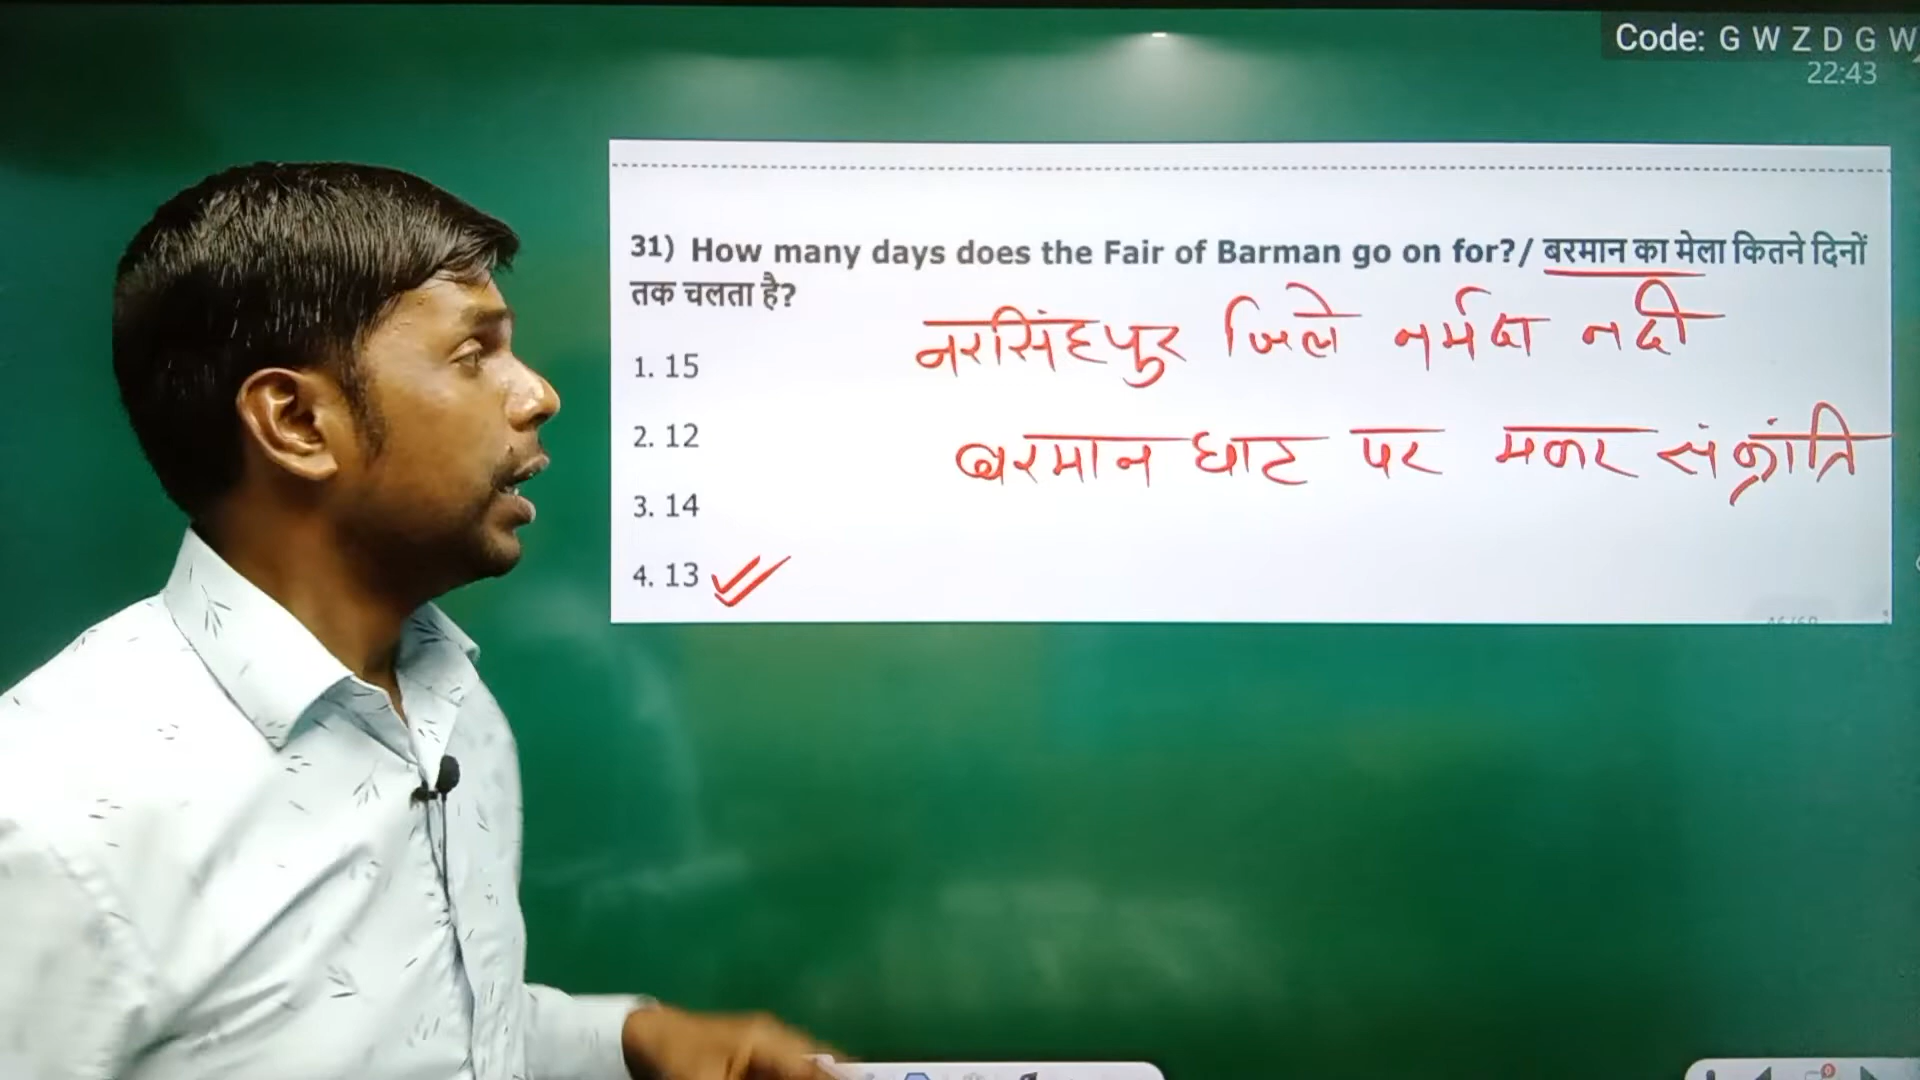 Code: G W Z D G W
22:43
31) How many days does the Fair of Barman go on for?/ बरमान का मेला कितने दिनों
तक चलता है?
नरसिंहपुर जिले नर्मदा नदी
1. 15
बरमान घाट पर मकर संक्रांति
2. 12
3. 14
4. 13